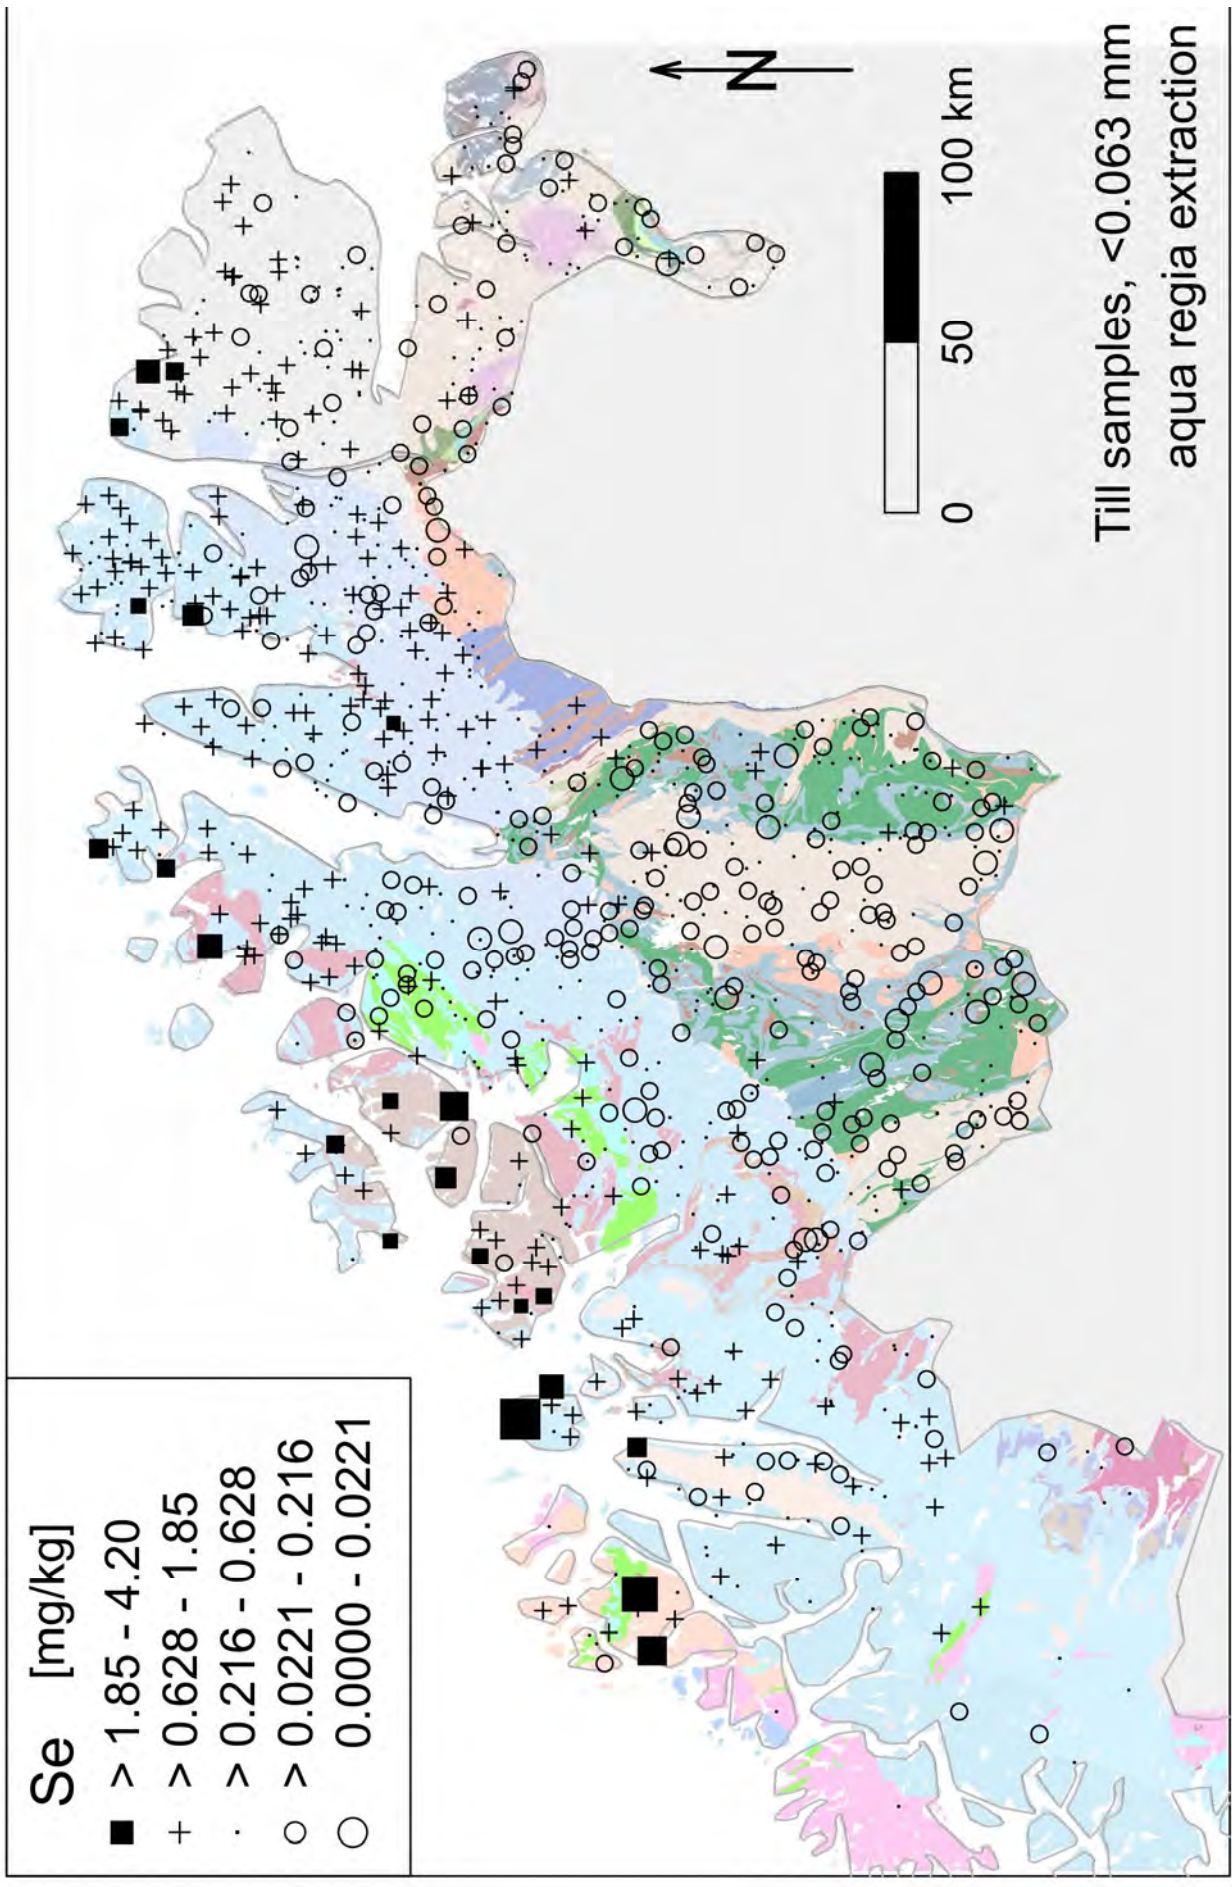 Se [mg/kg]
> 1.85 - 4.20
> 0.628 - 1.85
> 0.216 - 0.628
> 0.0221 - 0.216
0.0000 - 0.0221
N
0 50 100 km
Till samples, <0.063 mm
aqua regia extraction